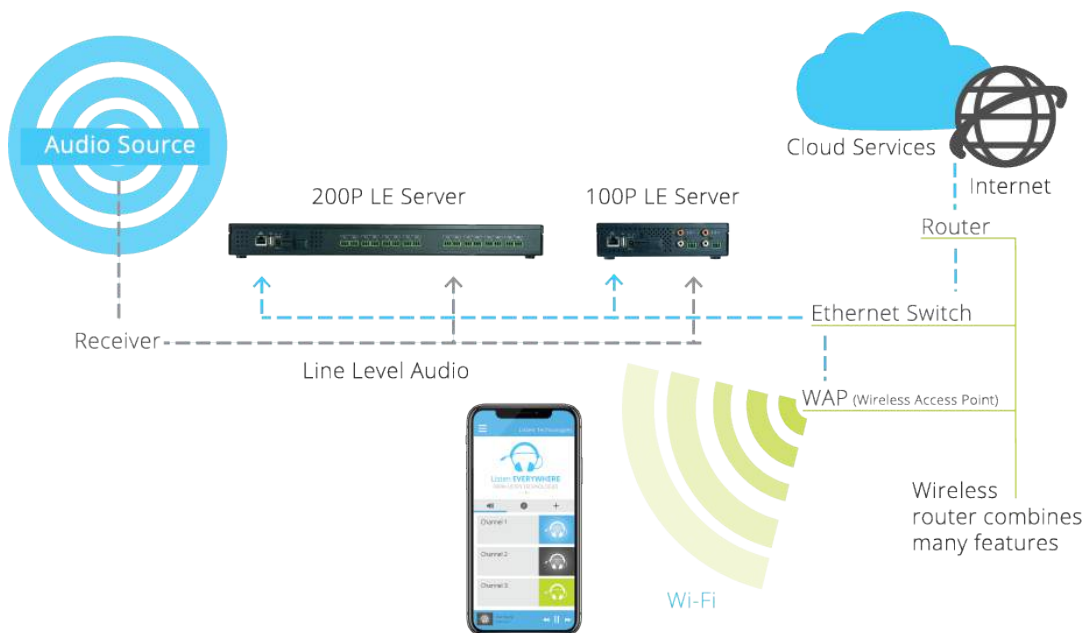 Audio Source
Cloud Services
Internet
200P LE Server
100P LE Server
Router
Ethernet Switch
Receiver
Line Level Audio
WAP (Wireless Access Point)
Listen EVERYWHERE
Channel 1
Channel 2
Channel 3
Wireless
router combines
many features
Wi-Fi